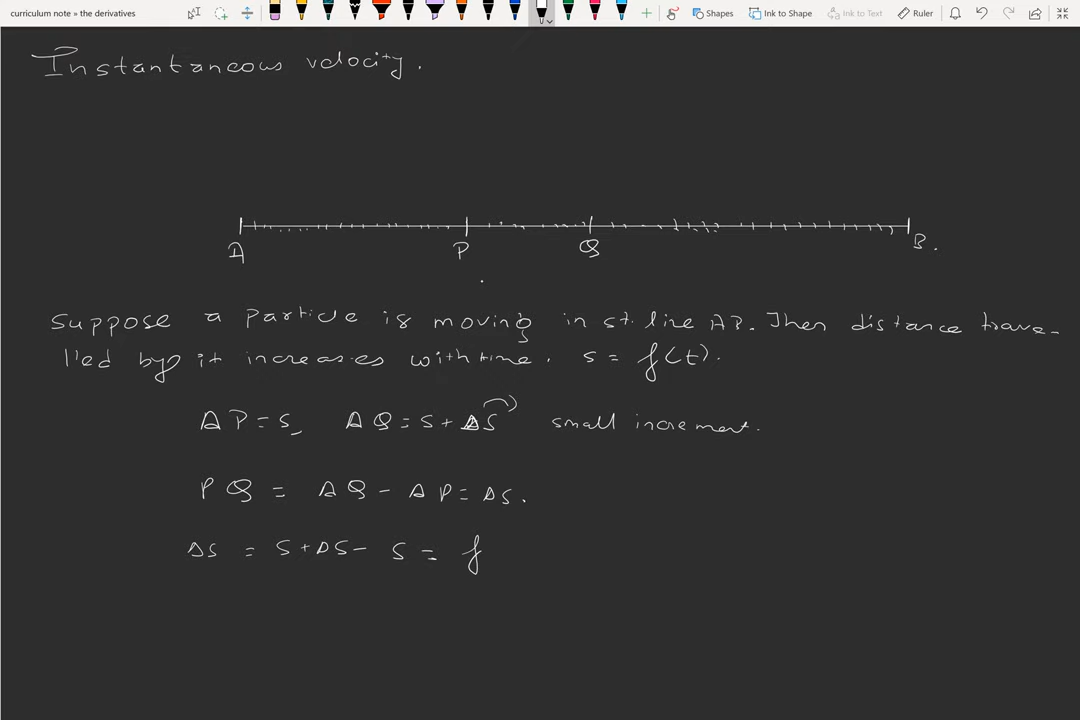 curriculum note » the derivatives
Shapes Ink to Shape Ink to Text Ruler
Instantaneous velocity.
A P Q B.
Suppose a particle is moving in st. line AB. Then distance trave-
lled by it increases with time. s = f(t).
AP = s, AQ = s + Δs small increment.
PQ = AQ - AP = Δs.
Δs = s + Δs - s = f